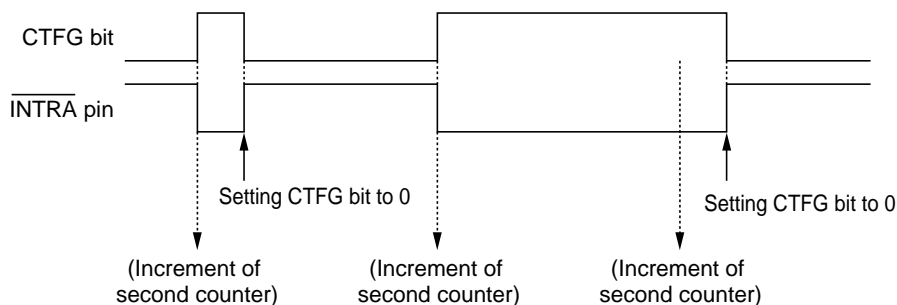 CTFG bit
INTRA pin
Setting CTFG bit to 0
Setting CTFG bit to 0
(Increment of
second counter)
(Increment of
second counter)
(Increment of
second counter)